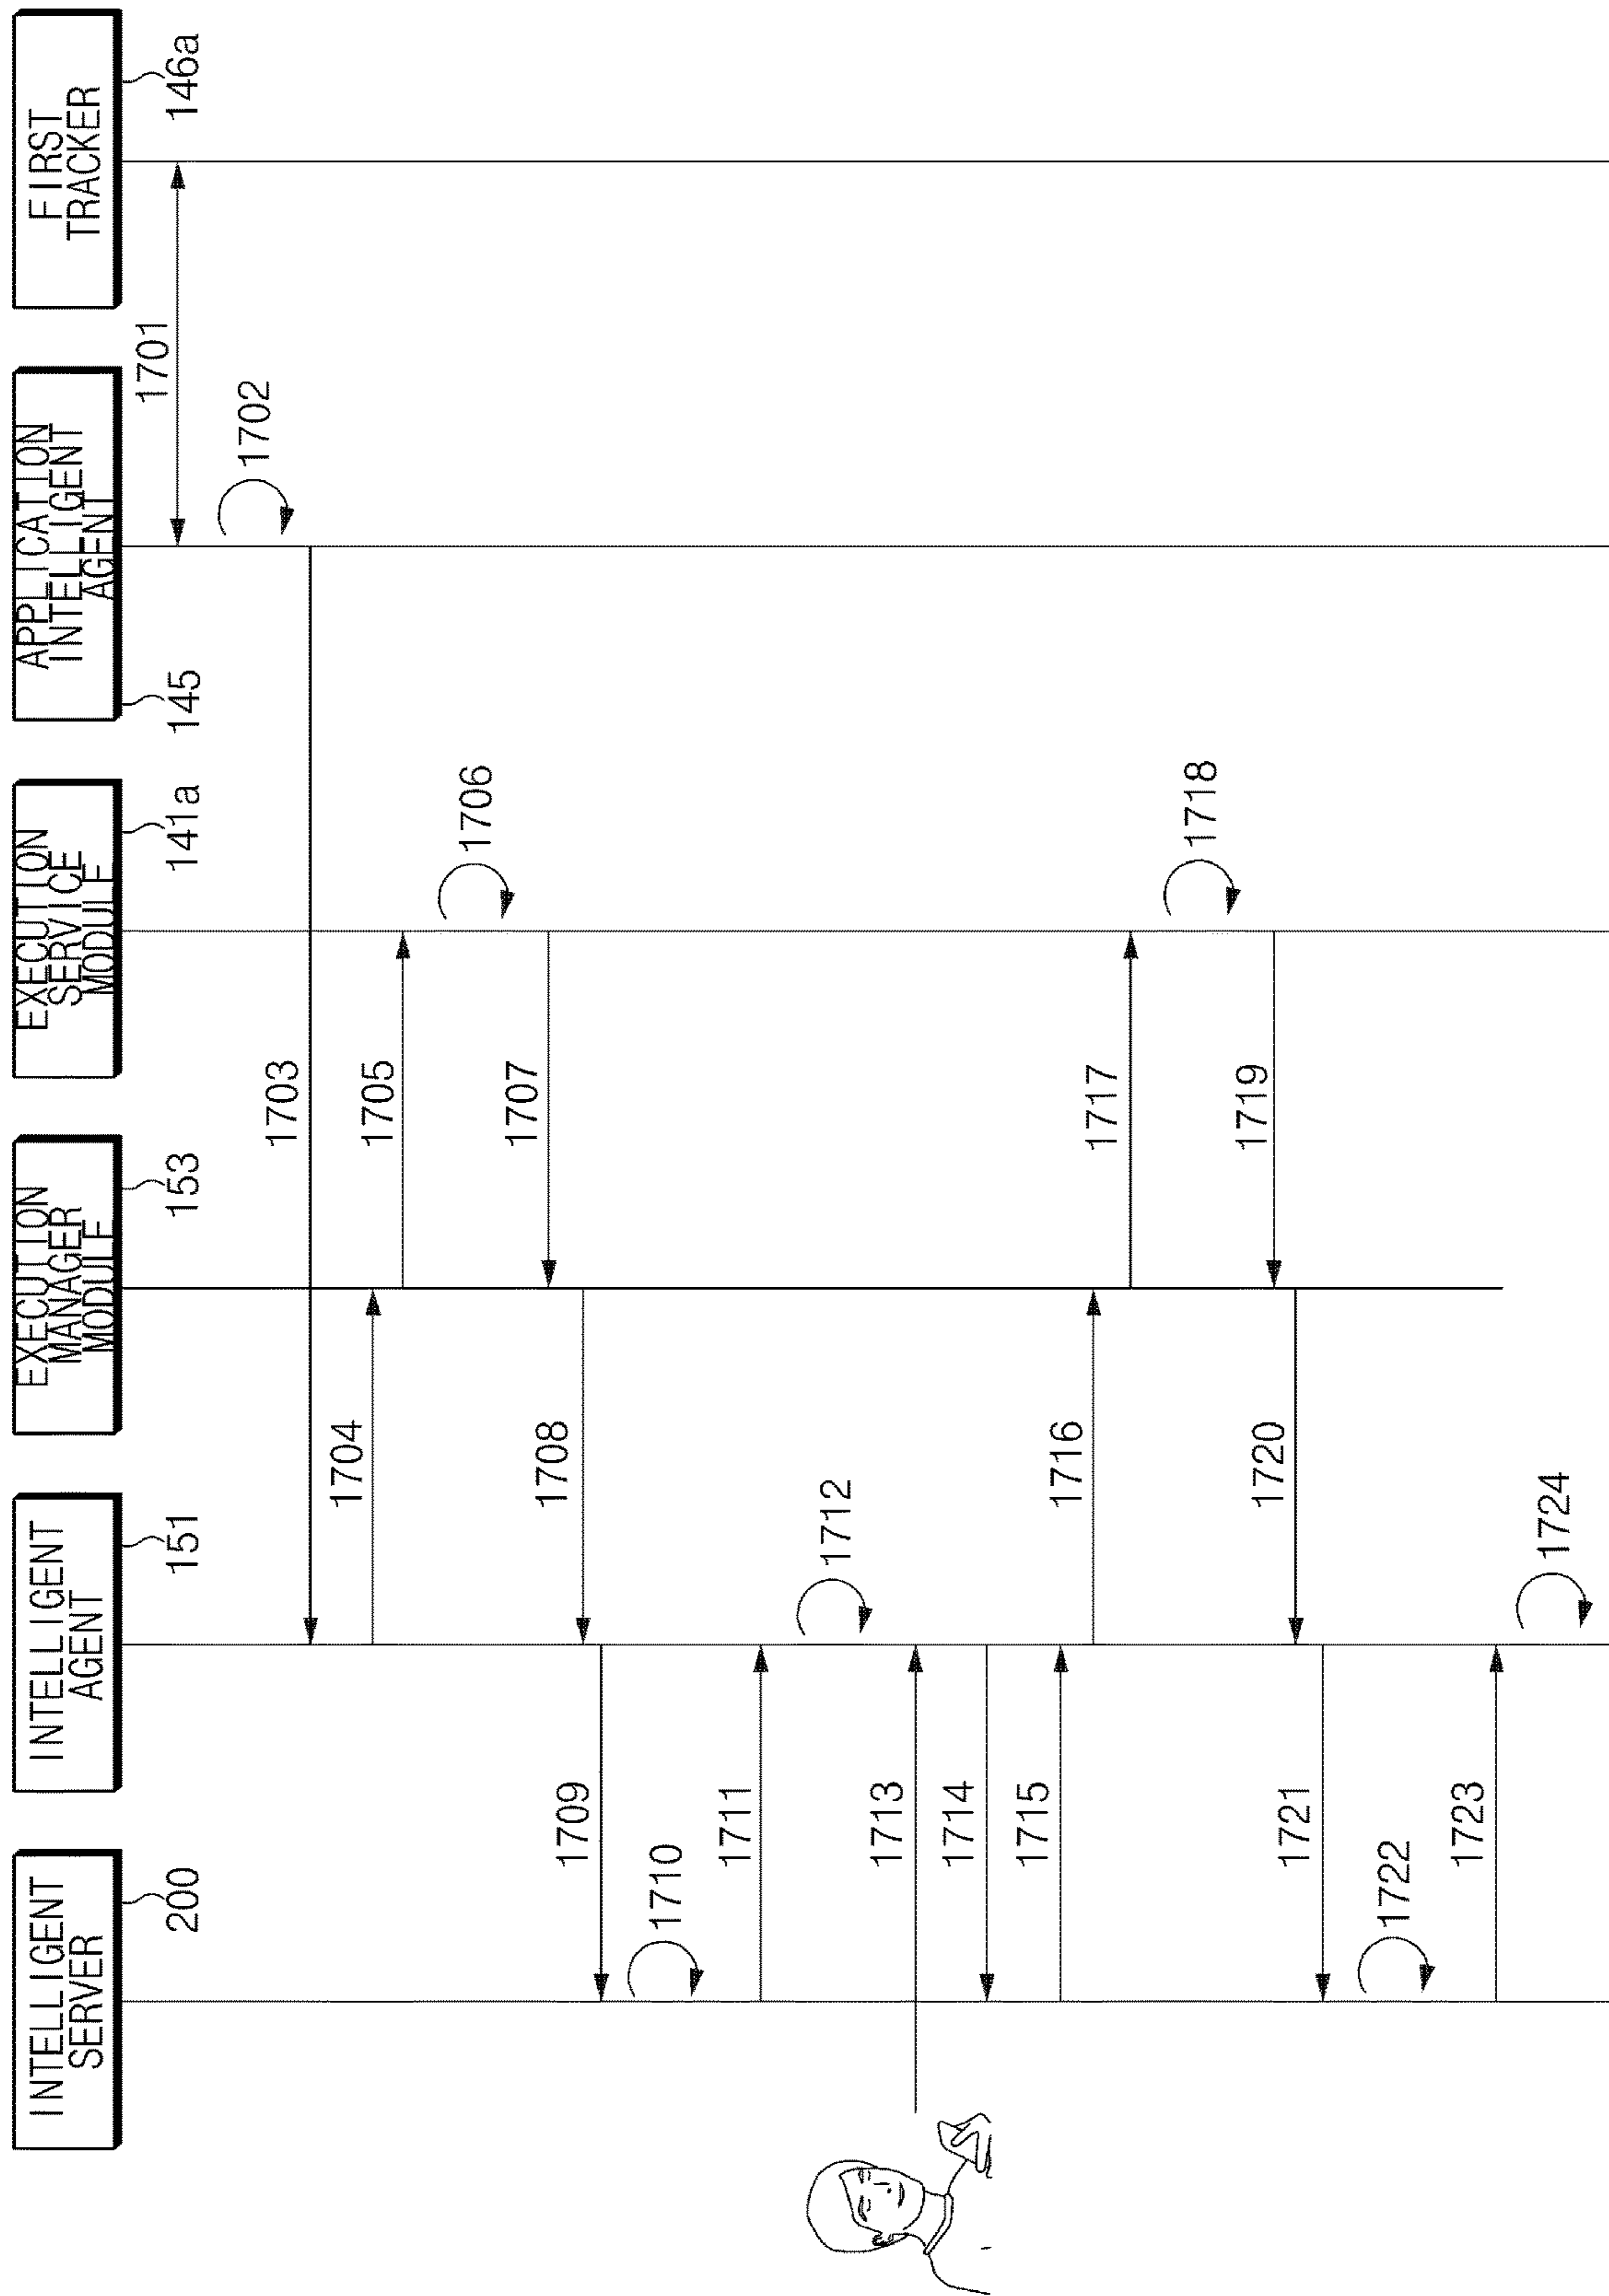 INTELLIGENT
SERVER
200
INTELLIGENT
AGENT
151
EXECUTION
MANAGER
MODULE
153
EXECUTION
SERVICE
MODULE
141a
APPLICATION
INTELLIGENT
AGENT
145
FIRST
TRACKER
146a
1701
1702
1703
1704
1705
1706
1707
1708
1709
1710
1711
1712
1713
1714
1715
1716
1717
1718
1719
1720
1721
1722
1723
1724